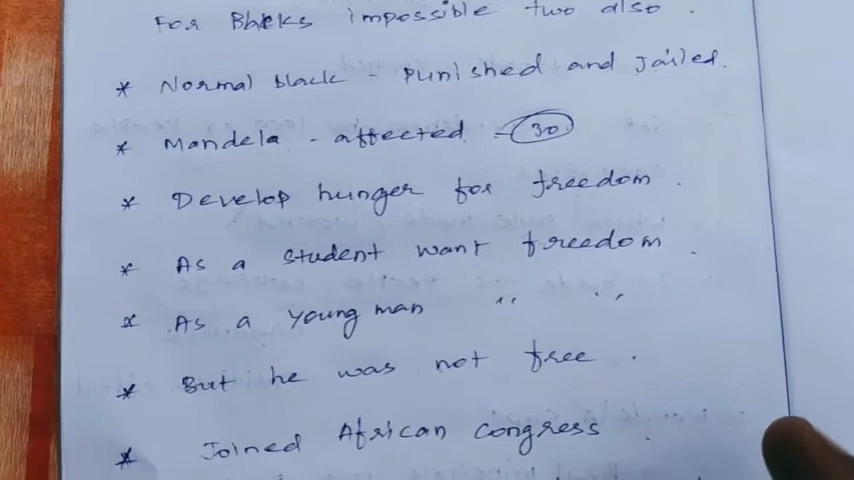 For Blacks impossible two also .
* Normal black - Punished and Jailed.
* Mandela - affected = 30
* Develop hunger for freedom .
* As a student want freedom .
* As a young man " "
* But he was not free .
* Joined African Congress .